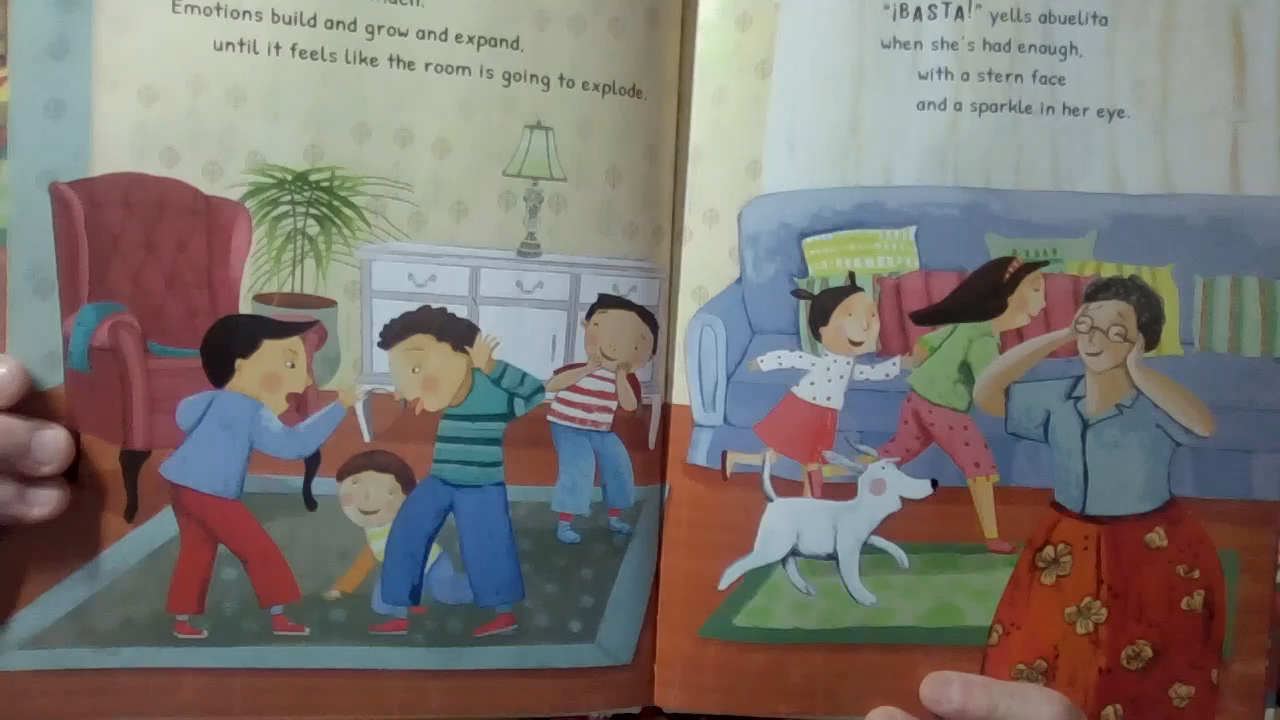 Emotions build and grow and expand,
until it feels like the room is going to explode.
"¡BASTA!" yells abuelita
when she's had enough,
with a stern face
and a sparkle in her eye.